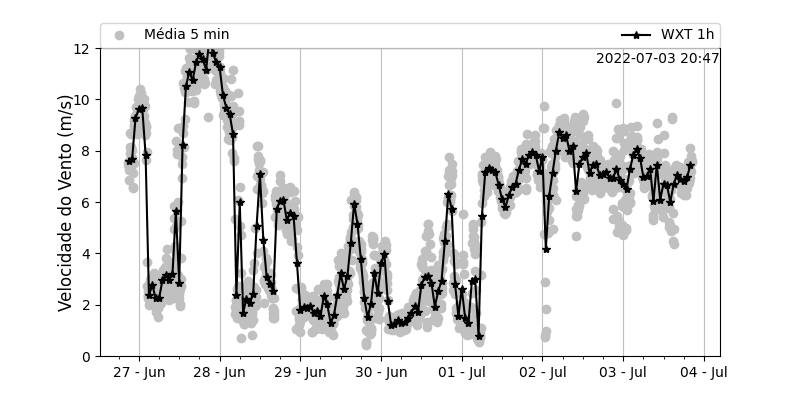 Média 5 min
WXT 1h
2022-07-03 20:47
Velocidade do Vento (m/s)
12
10
8
6
4
2
0
27 - Jun
28 - Jun
29 - Jun
30 - Jun
01 - Jul
02 - Jul
03 - Jul
04 - Jul